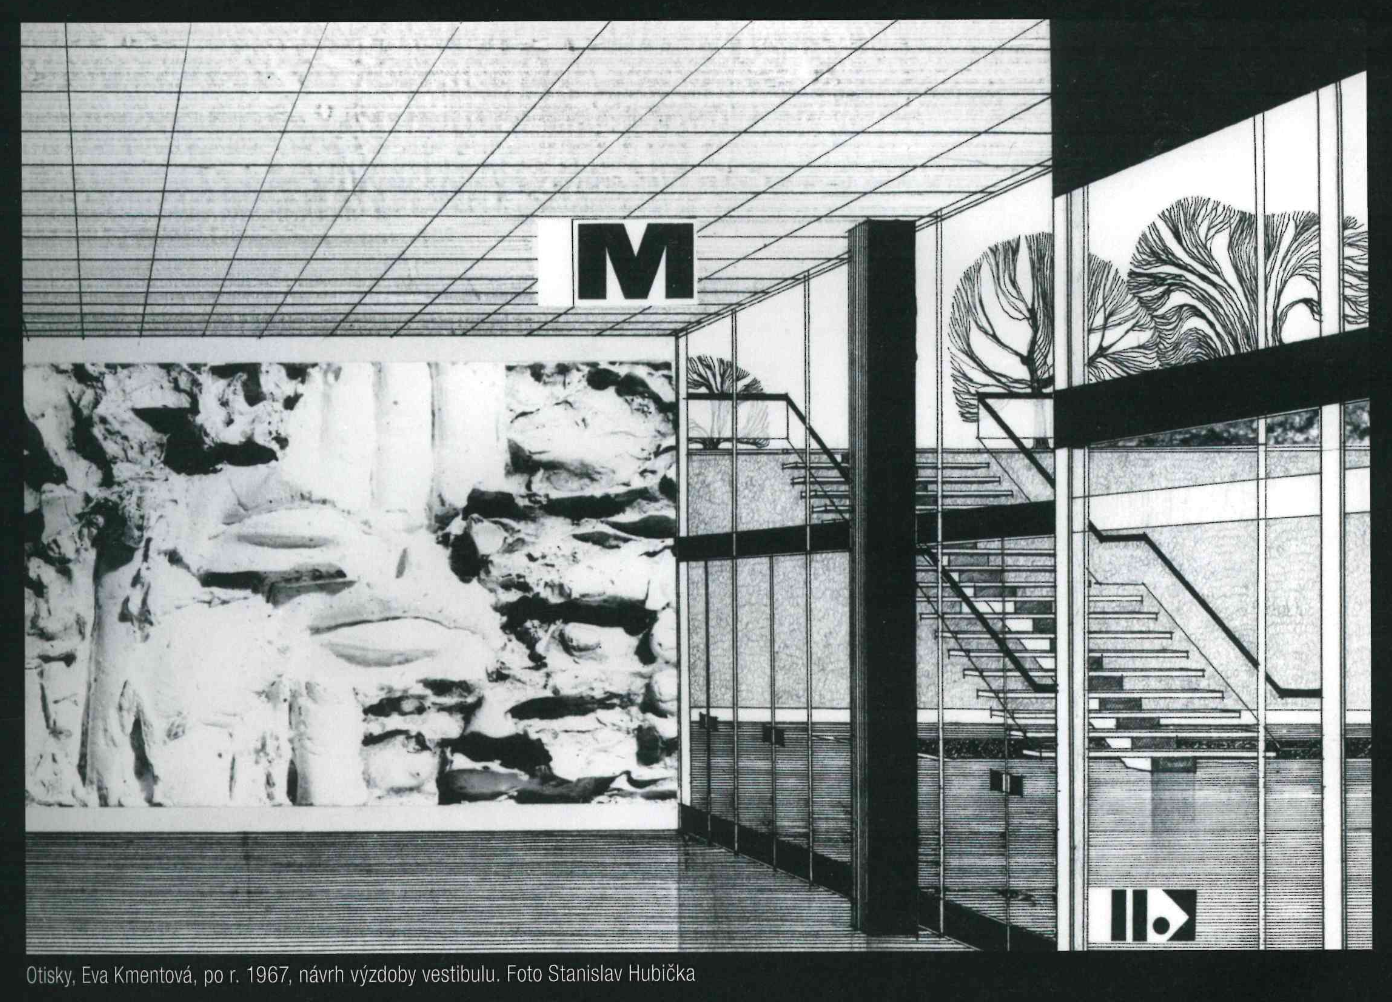 M
Otisky, Eva Kmentová, po r. 1967, návrh výzdoby vestibulu. Foto Stanislav Hubička